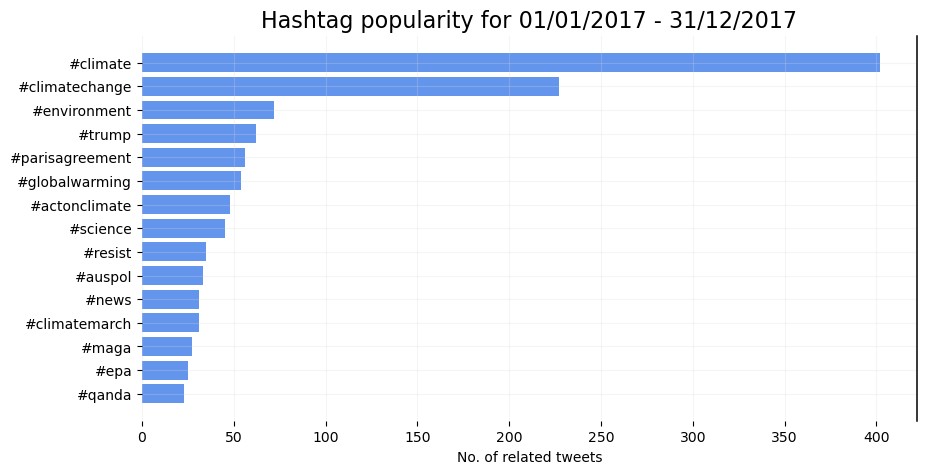 Hashtag popularity for 01/01/2017 - 31/12/2017
#climate
#climatechange
#environment
#trump
#parisagreement
#globalwarming
#actonclimate
#science
#resist
#auspol
#news
#climatemarch
#maga
#epa
#qanda
0 50 100 150 200 250 300 350 400
No. of related tweets